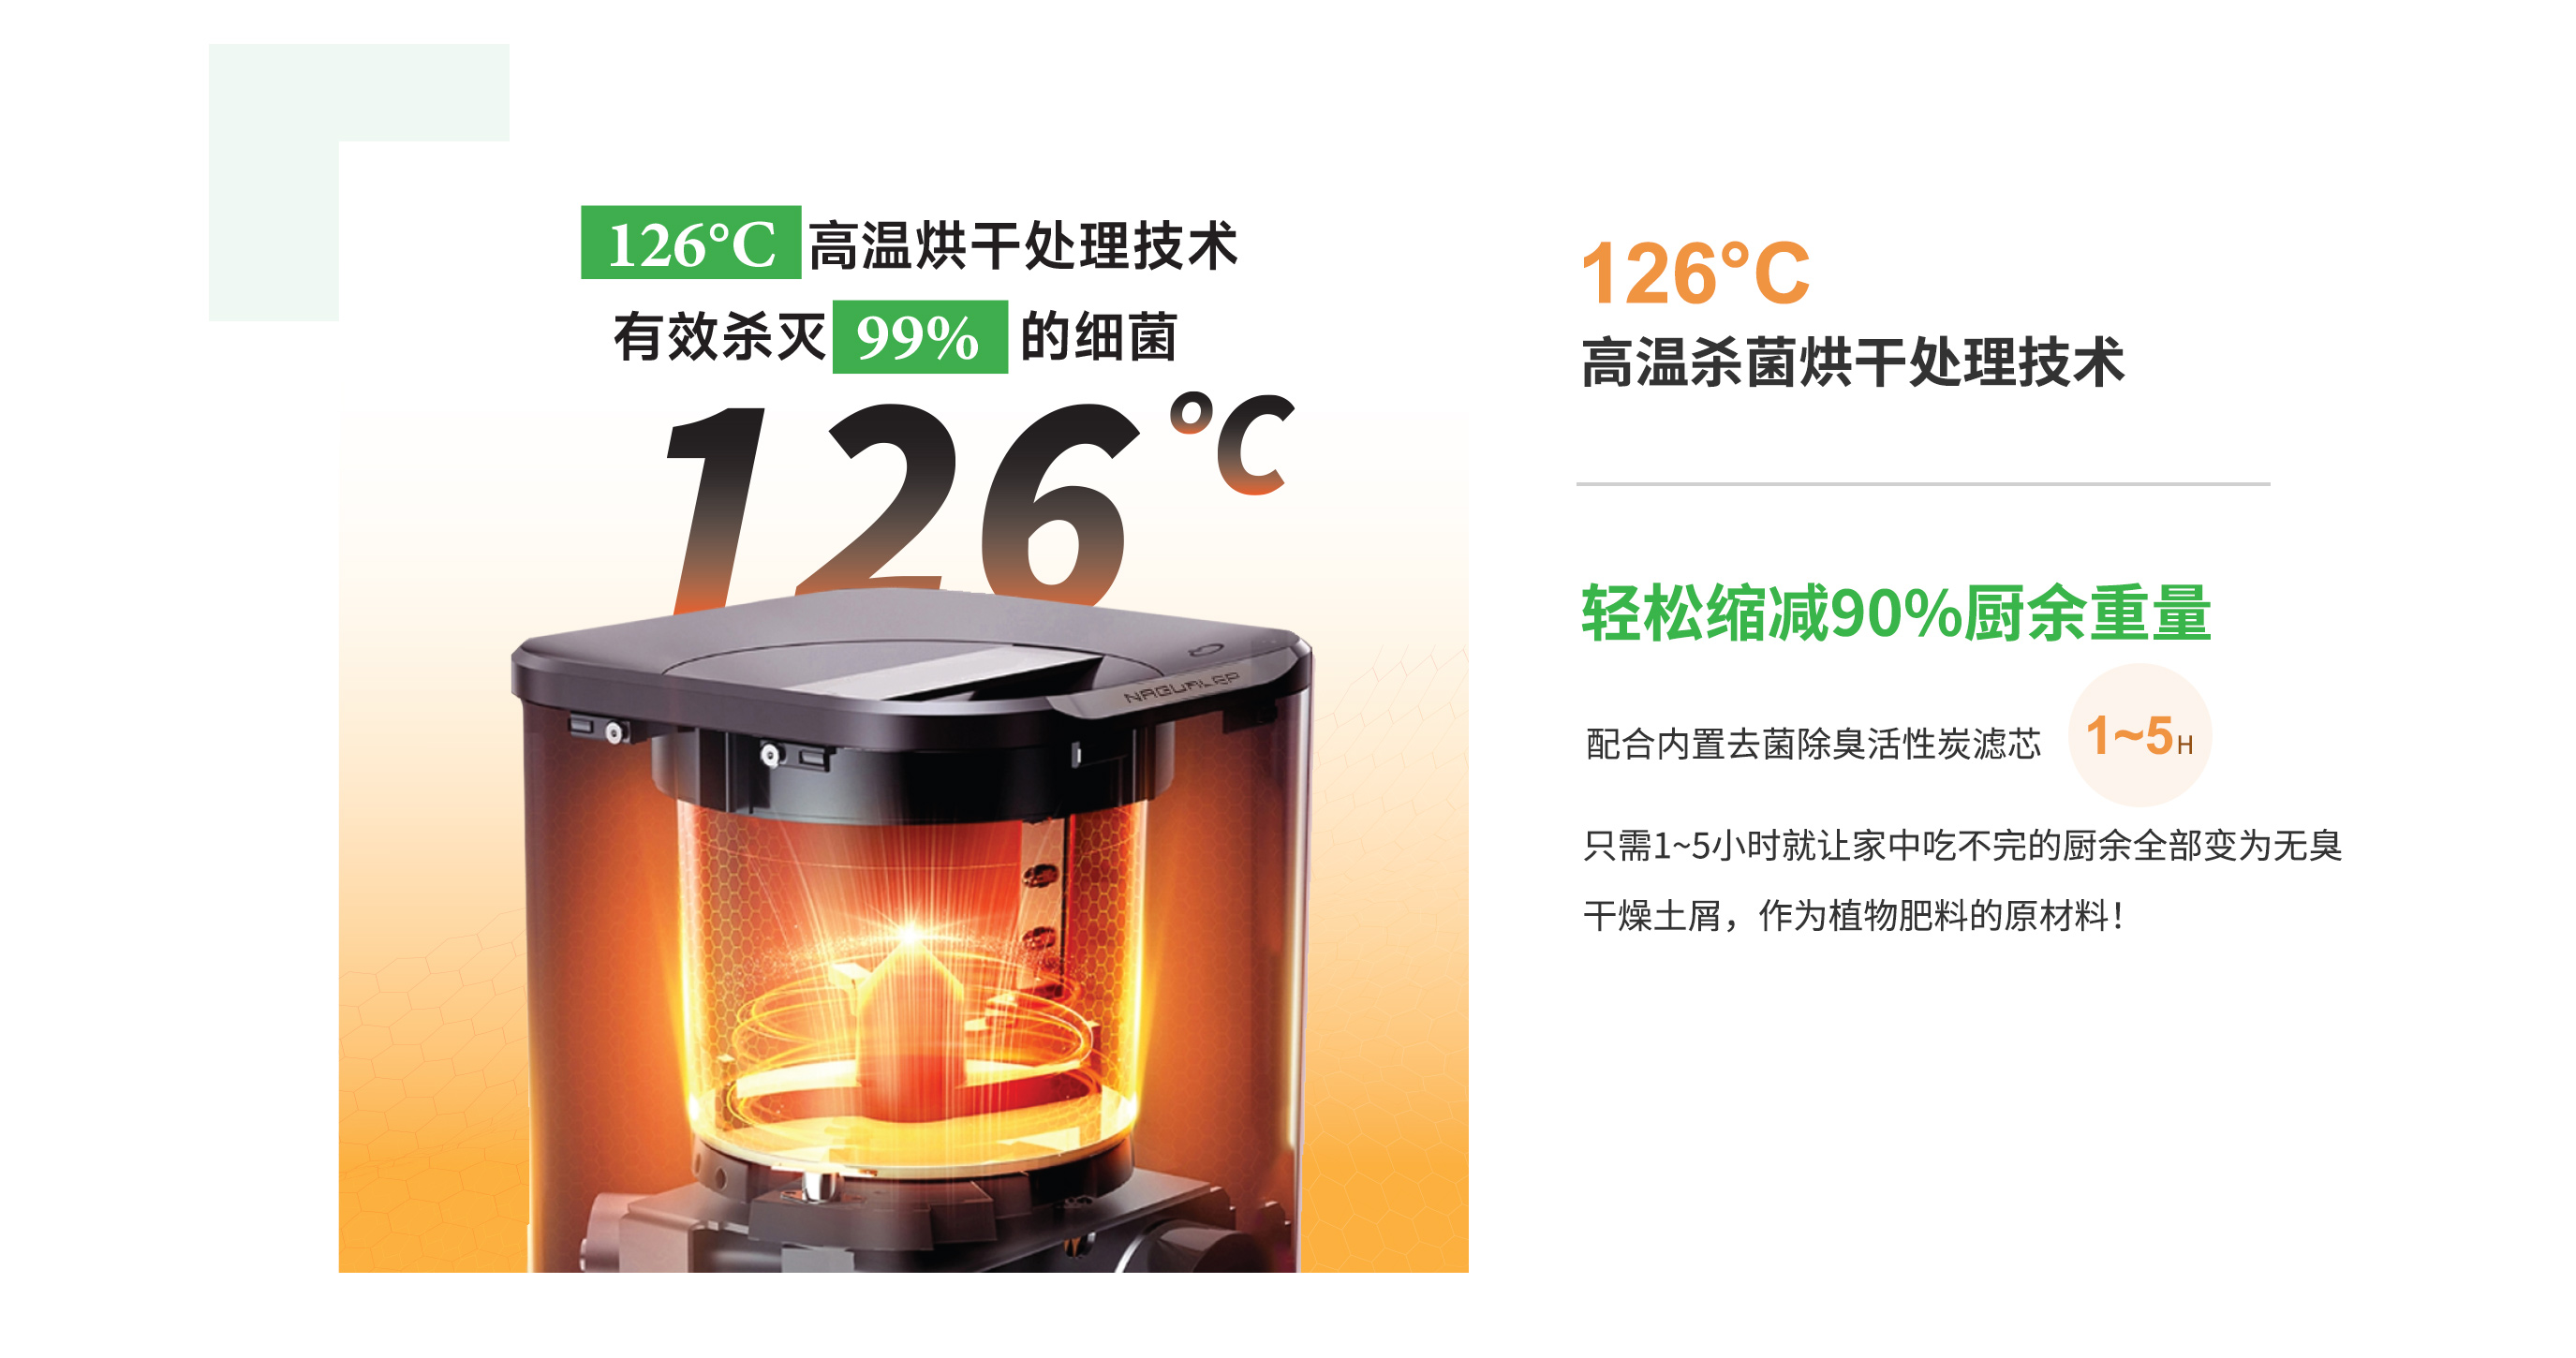 126°C 高温烘干处理技术
有效杀灭 99% 的细菌
126°C
NAGUALEP
126°C
高温杀菌烘干处理技术
轻松缩减90%厨余重量
配合内置去菌除臭活性炭滤芯 1~5H
只需1~5小时就让家中吃不完的厨余全部变为无臭
干燥土屑，作为植物肥料的原材料！